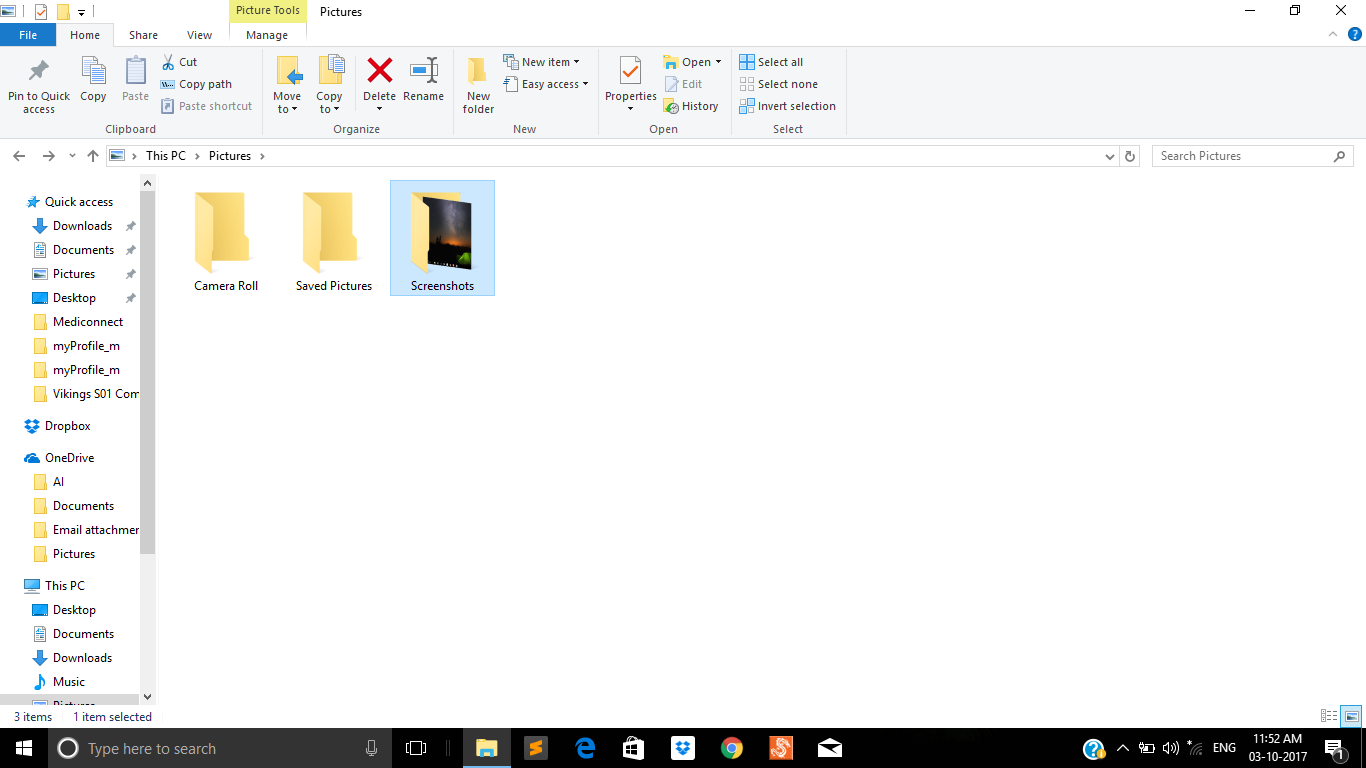 Picture Tools
Pictures
File
Home
Share
View
Manage
Pin to Quick
access
Copy
Paste
Cut
Copy path
Paste shortcut
Clipboard
Move
to
Copy
to
Delete
Rename
Organize
New
folder
New item
Easy access
New
Properties
Open
Edit
History
Open
Select all
Select none
Invert selection
Select
This PC
Pictures
Search Pictures
Quick access
Downloads
Documents
Pictures
Desktop
Mediconnect
myProfile_m
myProfile_m
Vikings S01 Com
Dropbox
OneDrive
AI
Documents
Email attachmen
Pictures
This PC
Desktop
Documents
Downloads
Music
Pictures
Camera Roll
Saved Pictures
Screenshots
3 items
1 item selected
Type here to search
ENG
11:52 AM
03-10-2017
1